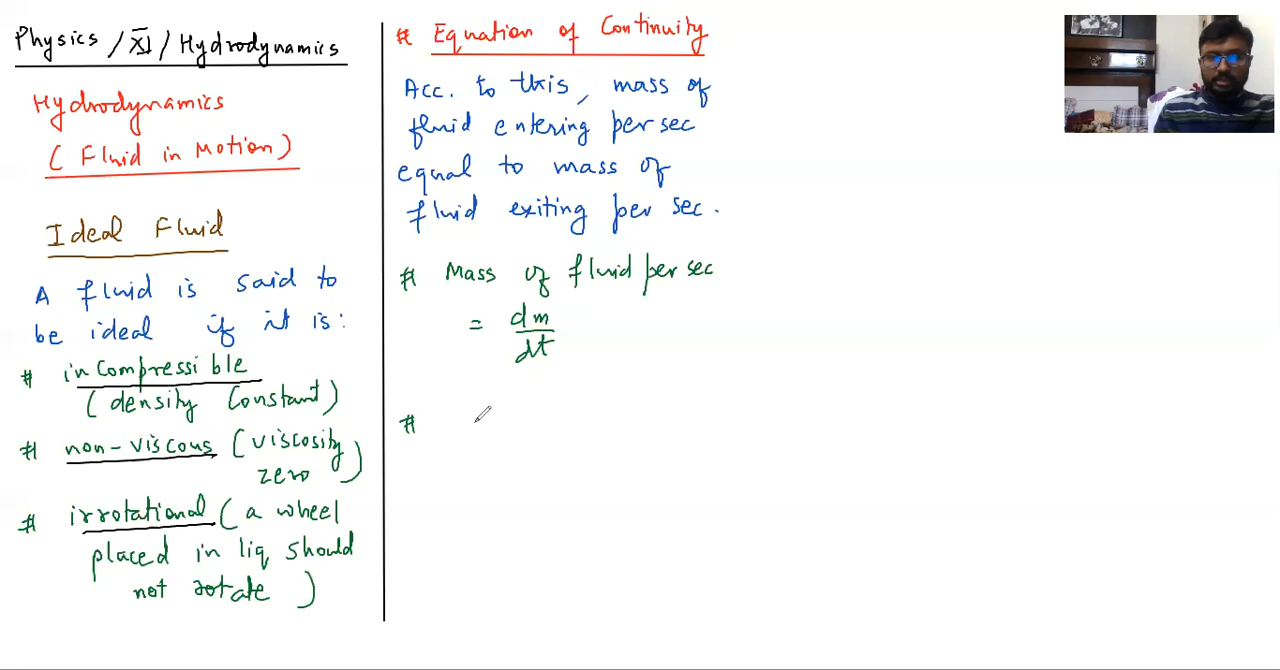 Physics / XI / Hydrodynamics
Hydrodynamics
( Fluid in Motion )
Ideal Fluid
A fluid is said to
be ideal if it is:
# incompressible
( density Constant )
# non-viscous ( viscosity
zero )
# irrotational ( a wheel
placed in liq should
not rotate )
# Equation of Continuity
Acc. to this, mass of
fluid entering per sec
equal to mass of
fluid exiting per sec.
# Mass of fluid per sec
= dm
dt
#